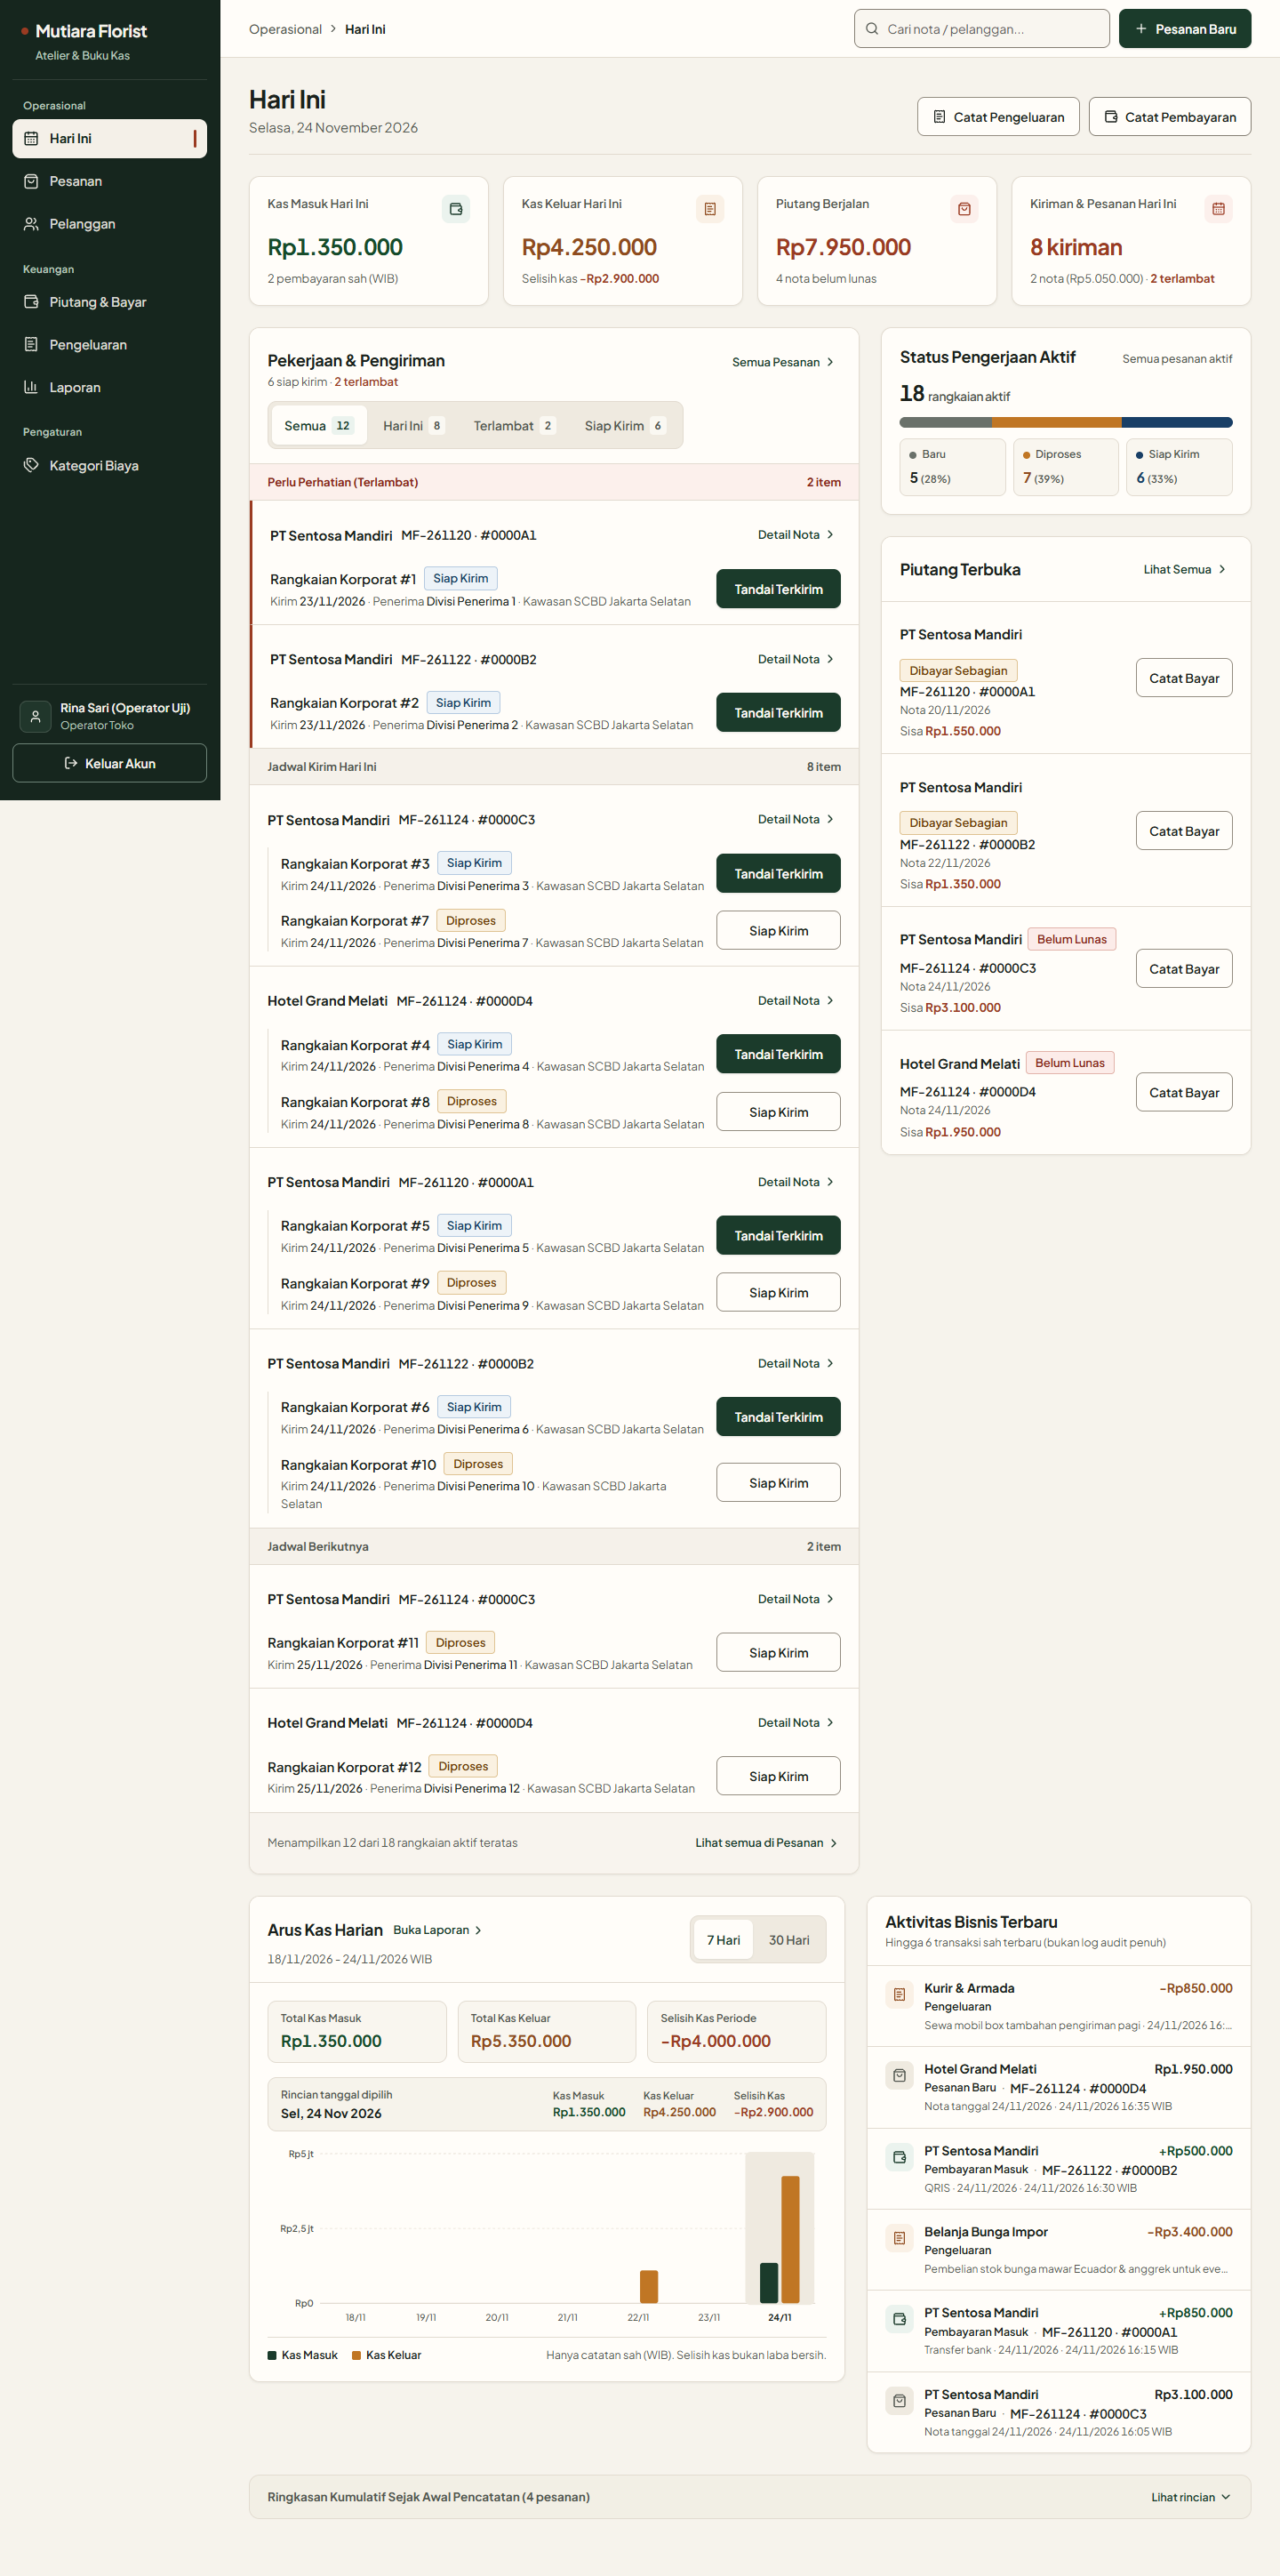 Mutiara Florist
Atelier & Buku Kas
Operasional
Hari Ini
Pesanan
Pelanggan
Keuangan
Piutang & Bayar
Pengeluaran
Laporan
Pengaturan
Kategori Biaya
Rina Sari (Operator Uji)
Operator Toko
Keluar Akun
Operasional > Hari Ini
Cari nota / pelanggan...
Pesanan Baru
Hari Ini
Selasa, 24 November 2026
Catat Pengeluaran
Catat Pembayaran
Kas Masuk Hari Ini
Rp1.350.000
2 pembayaran sah (WIB)
Kas Keluar Hari Ini
Rp4.250.000
Selisih kas −Rp2.900.000
Piutang Berjalan
Rp7.950.000
4 nota belum lunas
Kiriman & Pesanan Hari Ini
8 kiriman
2 nota (Rp5.050.000) · 2 terlambat
Pekerjaan & Pengiriman
6 siap kirim · 2 terlambat
Semua Pesanan
Semua 12 Hari Ini 8 Terlambat 2 Siap Kirim 6
Perlu Perhatian (Terlambat) 2 item
PT Sentosa Mandiri MF-261120 · #0000A1 Detail Nota
Rangkaian Korporat #1 Siap Kirim
Kirim 23/11/2026 · Penerima Divisi Penerima 1 · Kawasan SCBD Jakarta Selatan
Tandai Terkirim
PT Sentosa Mandiri MF-261122 · #0000B2 Detail Nota
Rangkaian Korporat #2 Siap Kirim
Kirim 23/11/2026 · Penerima Divisi Penerima 2 · Kawasan SCBD Jakarta Selatan
Tandai Terkirim
Jadwal Kirim Hari Ini 8 item
PT Sentosa Mandiri MF-261124 · #0000C3 Detail Nota
Rangkaian Korporat #3 Siap Kirim
Kirim 24/11/2026 · Penerima Divisi Penerima 3 · Kawasan SCBD Jakarta Selatan
Tandai Terkirim
Rangkaian Korporat #7 Diproses
Kirim 24/11/2026 · Penerima Divisi Penerima 7 · Kawasan SCBD Jakarta Selatan
Siap Kirim
Hotel Grand Melati MF-261124 · #0000D4 Detail Nota
Rangkaian Korporat #4 Siap Kirim
Kirim 24/11/2026 · Penerima Divisi Penerima 4 · Kawasan SCBD Jakarta Selatan
Tandai Terkirim
Rangkaian Korporat #8 Diproses
Kirim 24/11/2026 · Penerima Divisi Penerima 8 · Kawasan SCBD Jakarta Selatan
Siap Kirim
PT Sentosa Mandiri MF-261120 · #0000A1 Detail Nota
Rangkaian Korporat #5 Siap Kirim
Kirim 24/11/2026 · Penerima Divisi Penerima 5 · Kawasan SCBD Jakarta Selatan
Tandai Terkirim
Rangkaian Korporat #9 Diproses
Kirim 24/11/2026 · Penerima Divisi Penerima 9 · Kawasan SCBD Jakarta Selatan
Siap Kirim
PT Sentosa Mandiri MF-261122 · #0000B2 Detail Nota
Rangkaian Korporat #6 Siap Kirim
Kirim 24/11/2026 · Penerima Divisi Penerima 6 · Kawasan SCBD Jakarta Selatan
Tandai Terkirim
Rangkaian Korporat #10 Diproses
Kirim 24/11/2026 · Penerima Divisi Penerima 10 · Kawasan SCBD Jakarta
Selatan
Siap Kirim
Jadwal Berikutnya 2 item
PT Sentosa Mandiri MF-261124 · #0000C3 Detail Nota
Rangkaian Korporat #11 Diproses
Kirim 25/11/2026 · Penerima Divisi Penerima 11 · Kawasan SCBD Jakarta Selatan
Siap Kirim
Hotel Grand Melati MF-261124 · #0000D4 Detail Nota
Rangkaian Korporat #12 Diproses
Kirim 25/11/2026 · Penerima Divisi Penerima 12 · Kawasan SCBD Jakarta Selatan
Siap Kirim
Menampilkan 12 dari 18 rangkaian aktif teratas Lihat semua di Pesanan
Status Pengerjaan Aktif Semua pesanan aktif
18 rangkaian aktif
Baru
5 (28%)
Diproses
7 (39%)
Siap Kirim
6 (33%)
Piutang Terbuka Lihat Semua
PT Sentosa Mandiri
Dibayar Sebagian
MF-261120 · #0000A1
Nota 20/11/2026
Sisa Rp1.550.000
Catat Bayar
PT Sentosa Mandiri
Dibayar Sebagian
MF-261122 · #0000B2
Nota 22/11/2026
Sisa Rp1.350.000
Catat Bayar
PT Sentosa Mandiri Belum Lunas
MF-261124 · #0000C3
Nota 24/11/2026
Sisa Rp3.100.000
Catat Bayar
Hotel Grand Melati Belum Lunas
MF-261124 · #0000D4
Nota 24/11/2026
Sisa Rp1.950.000
Catat Bayar
Arus Kas Harian Buka Laporan
18/11/2026 - 24/11/2026 WIB
7 Hari 30 Hari
Total Kas Masuk
Rp1.350.000
Total Kas Keluar
Rp5.350.000
Selisih Kas Periode
−Rp4.000.000
Rincian tanggal dipilih
Sel, 24 Nov 2026
Kas Masuk
Rp1.350.000
Kas Keluar
Rp4.250.000
Selisih Kas
−Rp2.900.000
Rp5 jt
Rp2,5 jt
Rp0
18/11 19/11 20/11 21/11 22/11 23/11 24/11
Kas Masuk Kas Keluar
Hanya catatan sah (WIB). Selisih kas bukan laba bersih.
Aktivitas Bisnis Terbaru
Hingga 6 transaksi sah terbaru (bukan log audit penuh)
Kurir & Armada −Rp850.000
Pengeluaran
Sewa mobil box tambahan pengiriman pagi · 24/11/2026 16:...
Hotel Grand Melati Rp1.950.000
Pesanan Baru · MF-261124 · #0000D4
Nota tanggal 24/11/2026 · 24/11/2026 16:35 WIB
PT Sentosa Mandiri +Rp500.000
Pembayaran Masuk · MF-261122 · #0000B2
QRIS · 24/11/2026 · 24/11/2026 16:30 WIB
Belanja Bunga Impor −Rp3.400.000
Pengeluaran
Pembelian stok bunga mawar Ecuador & anggrek untuk eve...
PT Sentosa Mandiri +Rp850.000
Pembayaran Masuk · MF-261120 · #0000A1
Transfer bank · 24/11/2026 · 24/11/2026 16:15 WIB
PT Sentosa Mandiri Rp3.100.000
Pesanan Baru · MF-261124 · #0000C3
Nota tanggal 24/11/2026 · 24/11/2026 16:05 WIB
Ringkasan Kumulatif Sejak Awal Pencatatan (4 pesanan) Lihat rincian